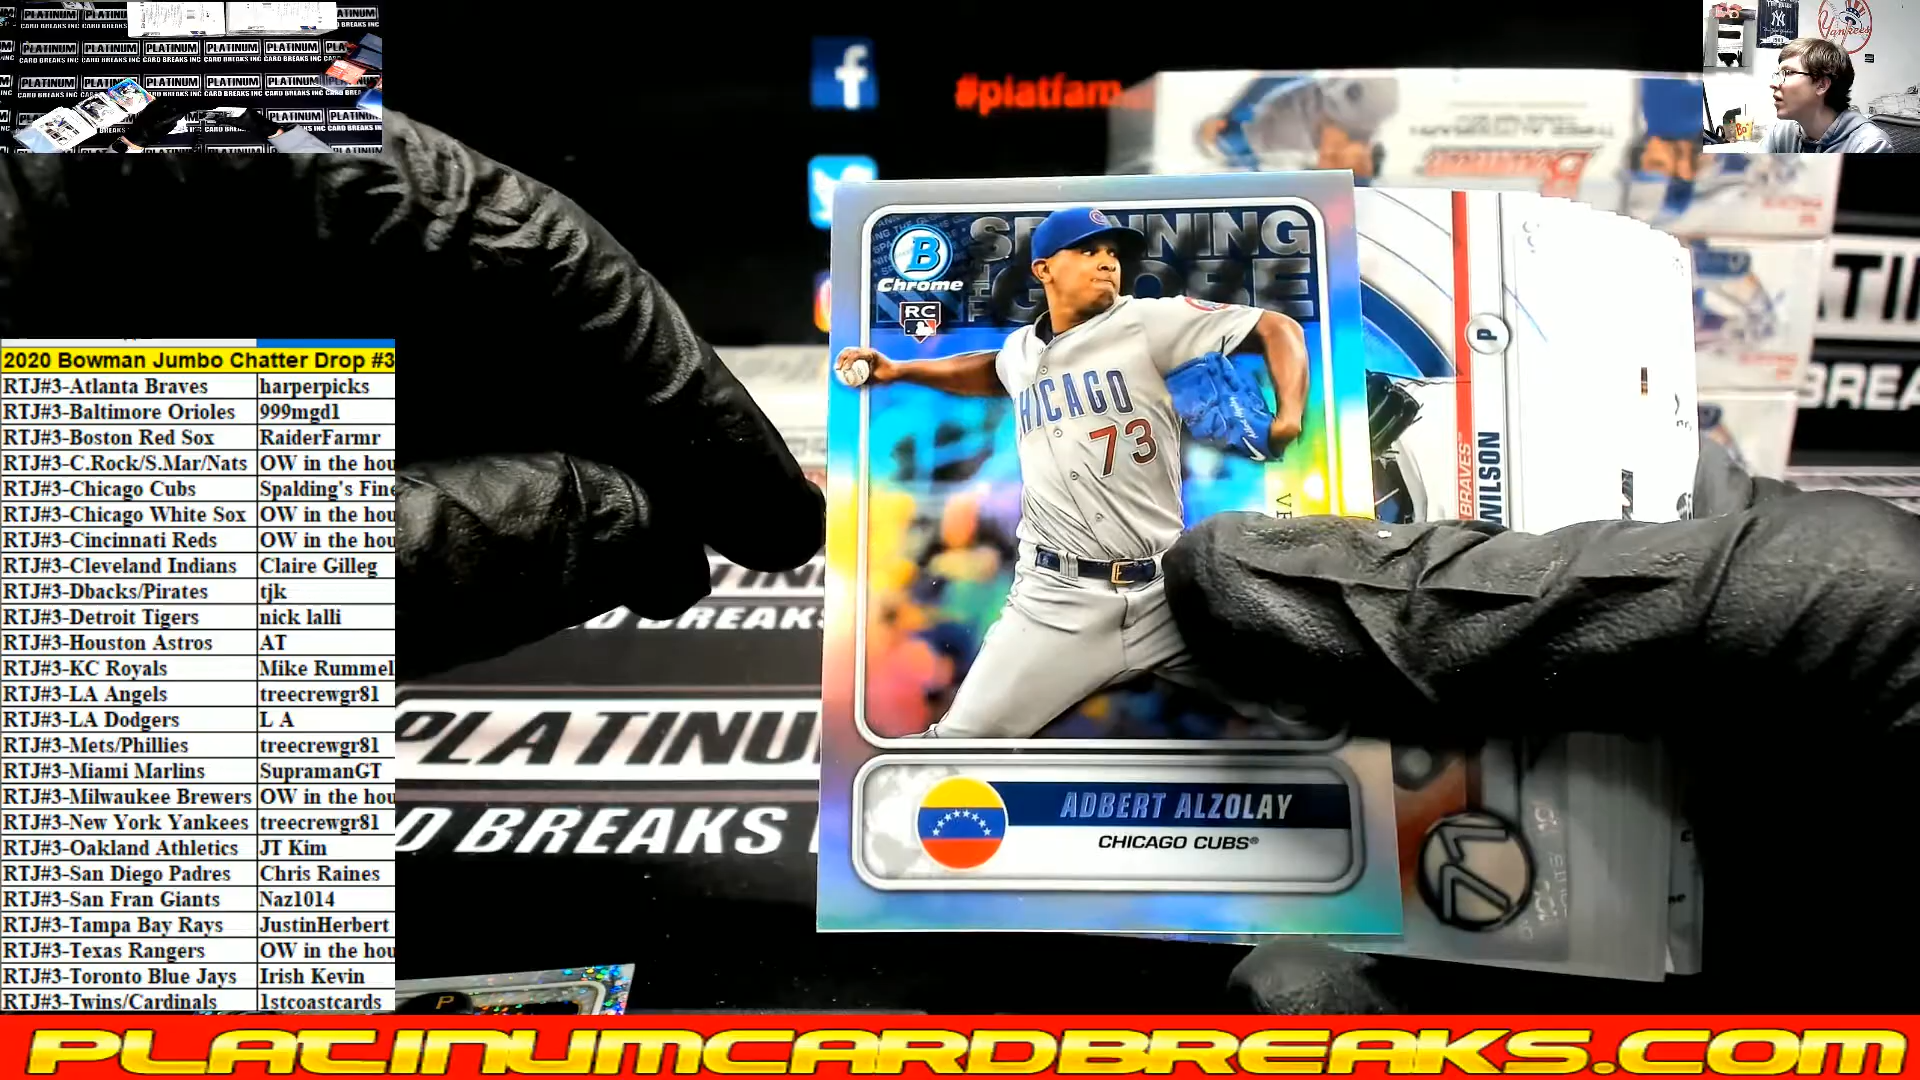 #platfam
2020 Bowman Jumbo Chatter Drop #3
RTJ#3-Atlanta Braves harperpicks
RTJ#3-Baltimore Orioles 999mgd1
RTJ#3-Boston Red Sox RaiderFarmr
RTJ#3-C.Rock/S.Mar/Nats OW in the hou
RTJ#3-Chicago Cubs Spalding's Fine
RTJ#3-Chicago White Sox OW in the hou
RTJ#3-Cincinnati Reds OW in the hou
RTJ#3-Cleveland Indians Claire Gilleg
RTJ#3-Dbacks/Pirates tjk
RTJ#3-Detroit Tigers nick lalli
RTJ#3-Houston Astros AT
RTJ#3-KC Royals Mike Rummel
RTJ#3-LA Angels treecrewgr81
RTJ#3-LA Dodgers L A
RTJ#3-Mets/Phillies treecrewgr81
RTJ#3-Miami Marlins SupramanGT
RTJ#3-Milwaukee Brewers OW in the hou
RTJ#3-New York Yankees treecrewgr81
RTJ#3-Oakland Athletics JT Kim
RTJ#3-San Diego Padres Chris Raines
RTJ#3-San Fran Giants Naz1014
RTJ#3-Tampa Bay Rays JustinHerbert
RTJ#3-Texas Rangers OW in the hou
RTJ#3-Toronto Blue Jays Irish Kevin
RTJ#3-Twins/Cardinals 1stcoastcards
B
Chrome
RC
CHICAGO
73
ADBERT ALZOLAY
CHICAGO CUBS®
P
BRAVES™
WILSON
Bowman
Yankees
PLATINUM
CARD BREAKS INC
PLATINU
D BREAKS
P
PLATINUMCARDBREAKS.COM